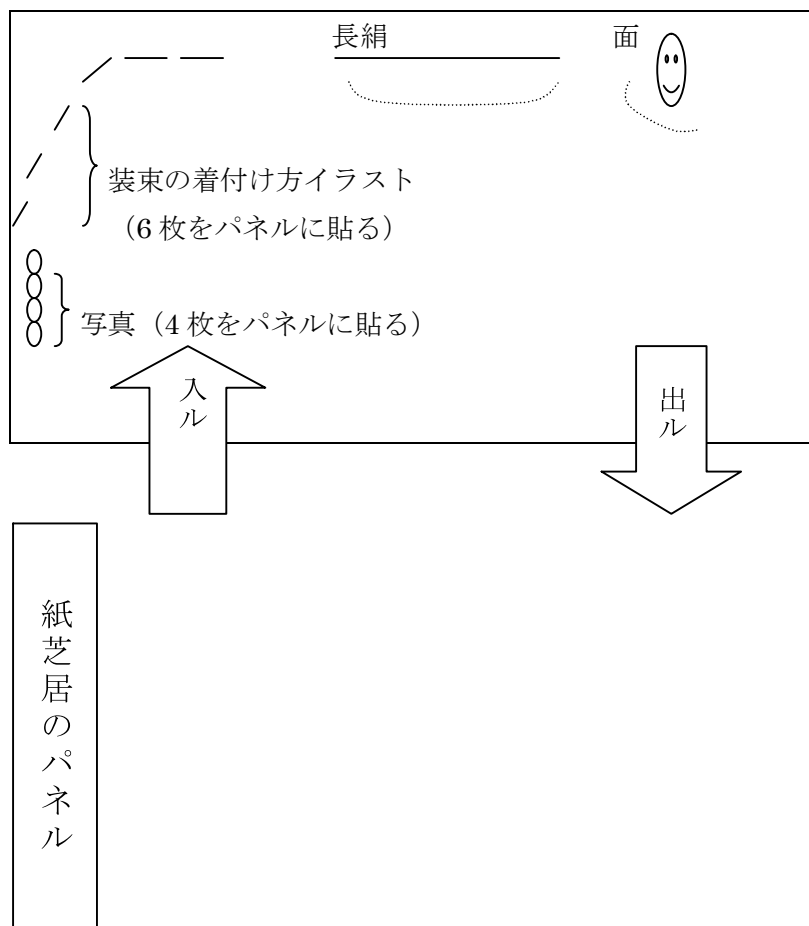 長絹
面
装束の着付け方イラスト
（6 枚をパネルに貼る）
写真（4 枚をパネルに貼る）
入ル
出ル
紙芝居のパネル